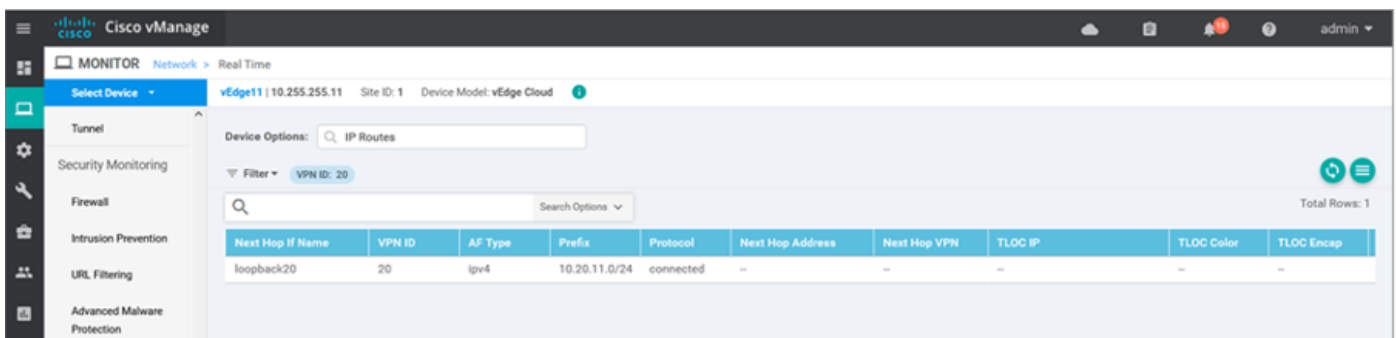 cisco Cisco vManage 15 admin
MONITOR Network > Real Time
Select Device vEdge11 | 10.255.255.11 Site ID: 1 Device Model: vEdge Cloud
Tunnel
Device Options: IP Routes
Security Monitoring
Filter VPN ID: 20
Firewall
Search Options
Total Rows: 1
Intrusion Prevention
Next Hop If Name VPN ID AF Type Prefix Protocol Next Hop Address Next Hop VPN TLOC IP TLOC Color TLOC Encap
URL Filtering
loopback20 20 ipv4 10.20.11.0/24 connected -- -- -- -- --
Advanced Malware
Protection